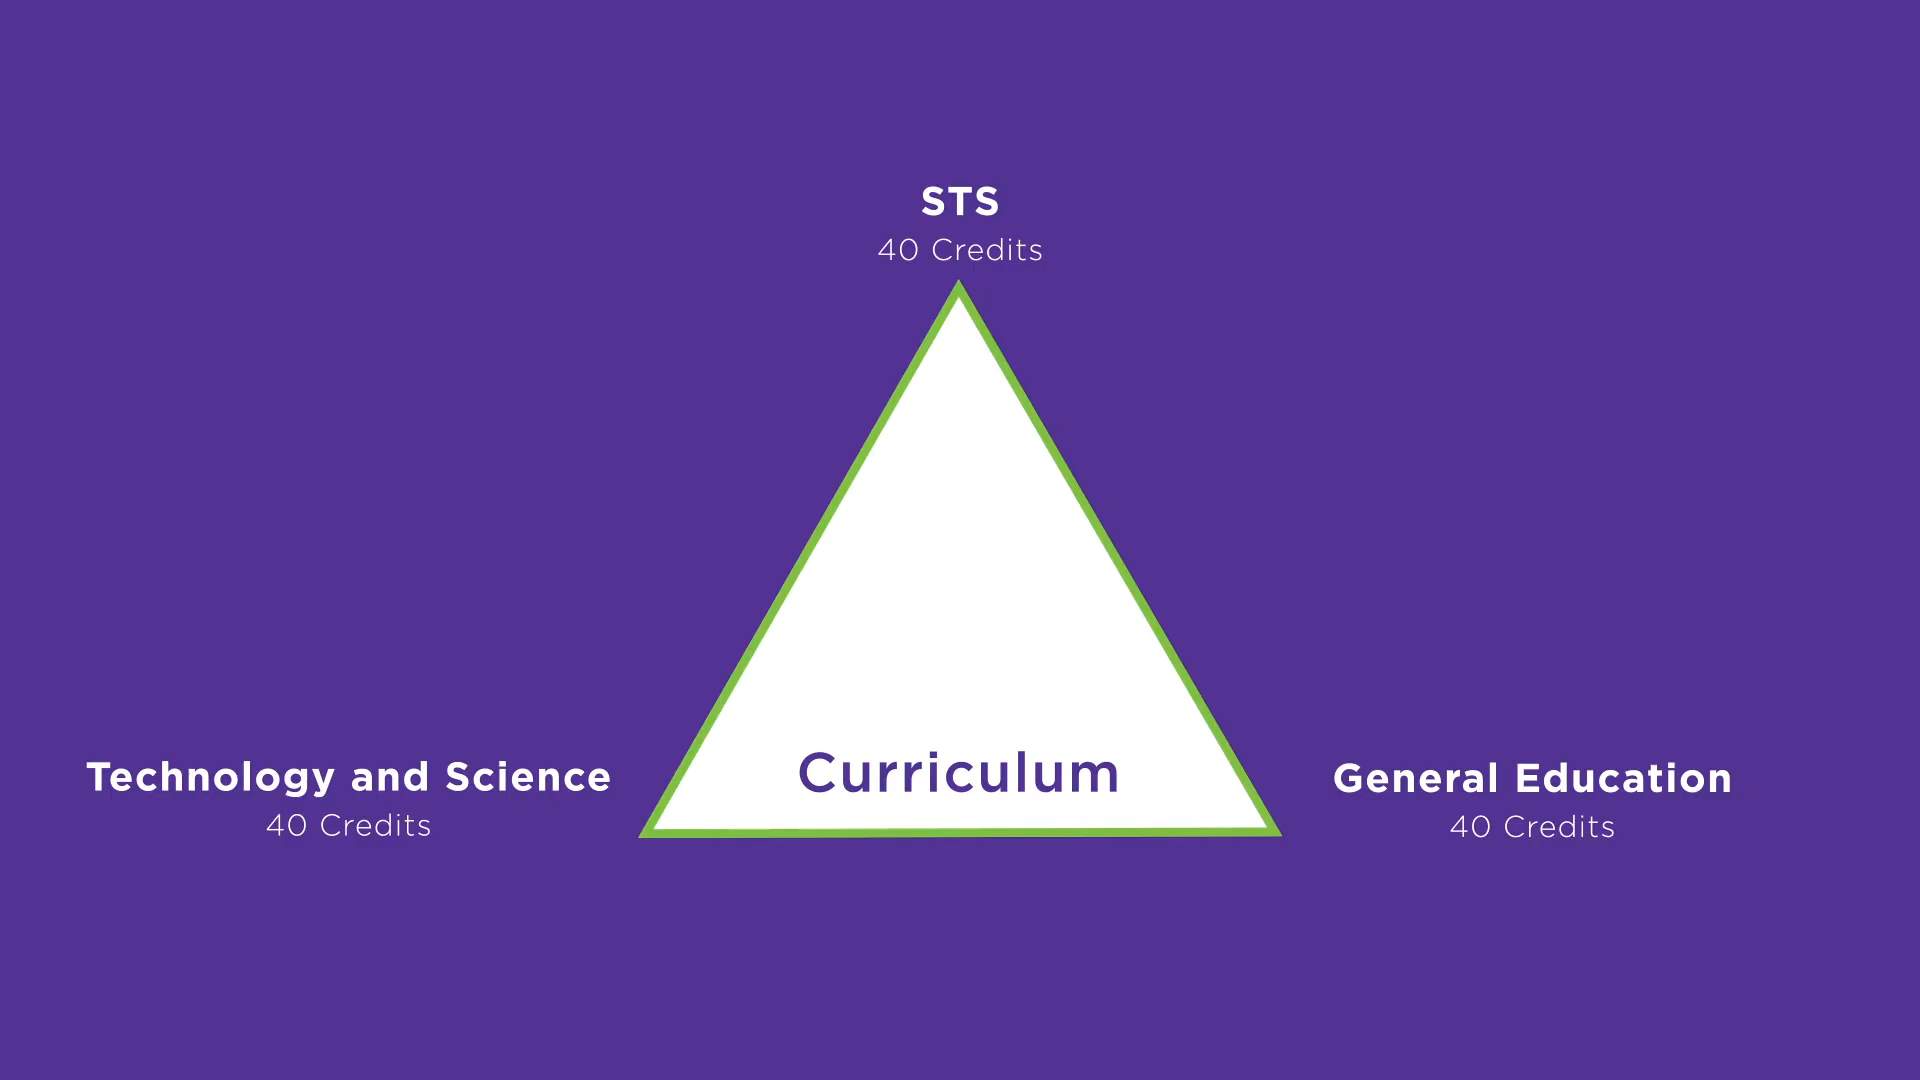 STS
40 Credits
Curriculum
Technology and Science
40 Credits
General Education
40 Credits